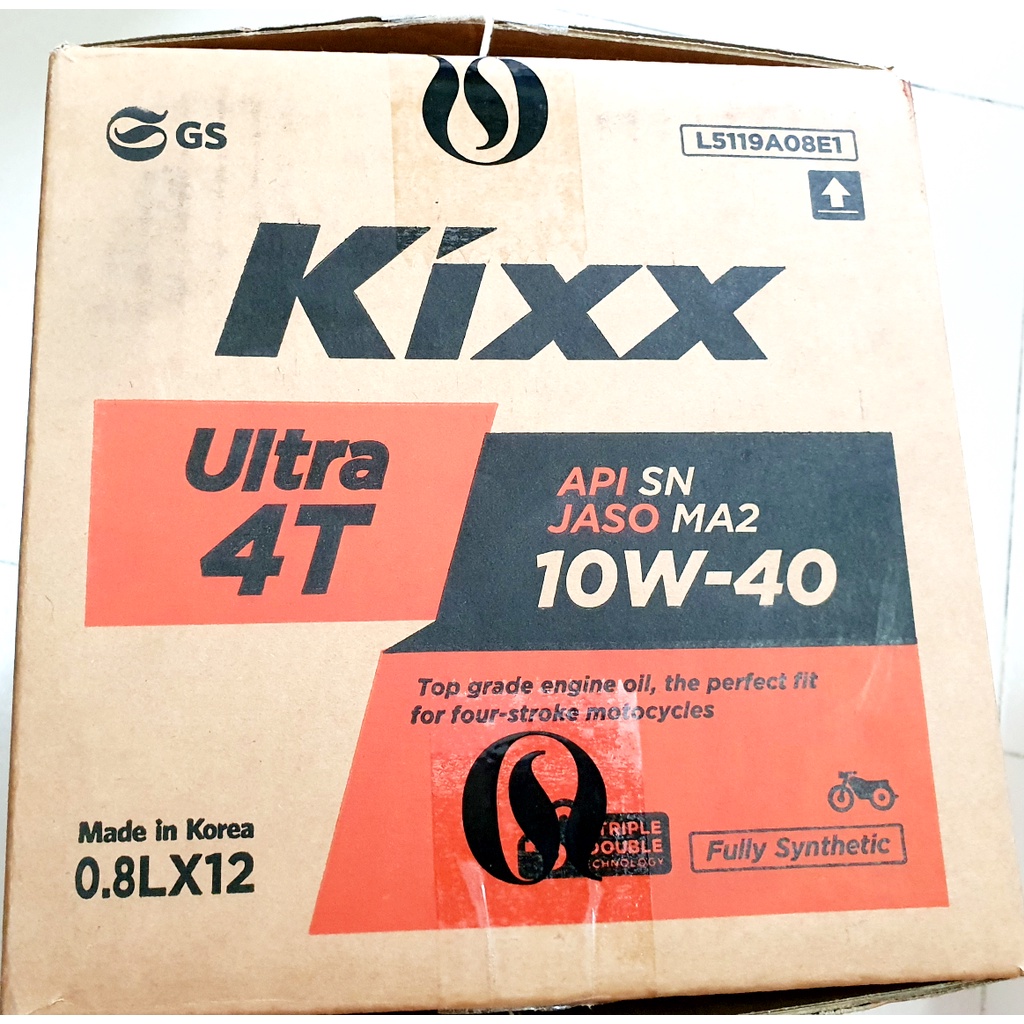 GS
L5119A08E1
Kixx
Ultra
4T
API SN
JASO MA2
10W-40
Top grade engine oil, the perfect fit
for four-stroke motocycles
TRIPLE
DOUBLE
TECHNOLOGY
Fully Synthetic
Made in Korea
0.8LX12